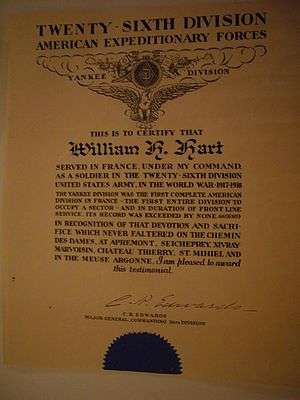 TWENTY-SIXTH DIVISION
AMERICAN EXPEDITIONARY FORCES
YANKEE DIVISION
THIS IS TO CERTIFY THAT
William H. Hart
SERVED IN FRANCE, UNDER MY COMMAND,
AS A SOLDIER IN THE TWENTY-SIXTH DIVISION
UNITED STATES ARMY, IN THE WORLD WAR-1917-1918
THE YANKEE DIVISION WAS THE FIRST COMPLETE AMERICAN
DIVISION IN FRANCE - THE FIRST ENTIRE DIVISION TO
OCCUPY A SECTOR - AND IN DURATION OF FRONT LINE
SERVICE, ITS RECORD WAS EXCEEDED BY NONE.
IN RECOGNITION OF THAT DEVOTION AND SACRI-
FICE WHICH NEVER FALTERED ON THE CHEMIN
DES DAMES, AT APREMONT, SEICHEPREY, XIVRAY
MARVOISIN, CHATEAU THIERRY, ST. MIHIEL AND
IN THE MEUSE ARGONNE, I am pleased to award
this testimonial.
C. R. Edwards
C. R. EDWARDS
MAJOR GENERAL, COMMANDING 26TH DIVISION